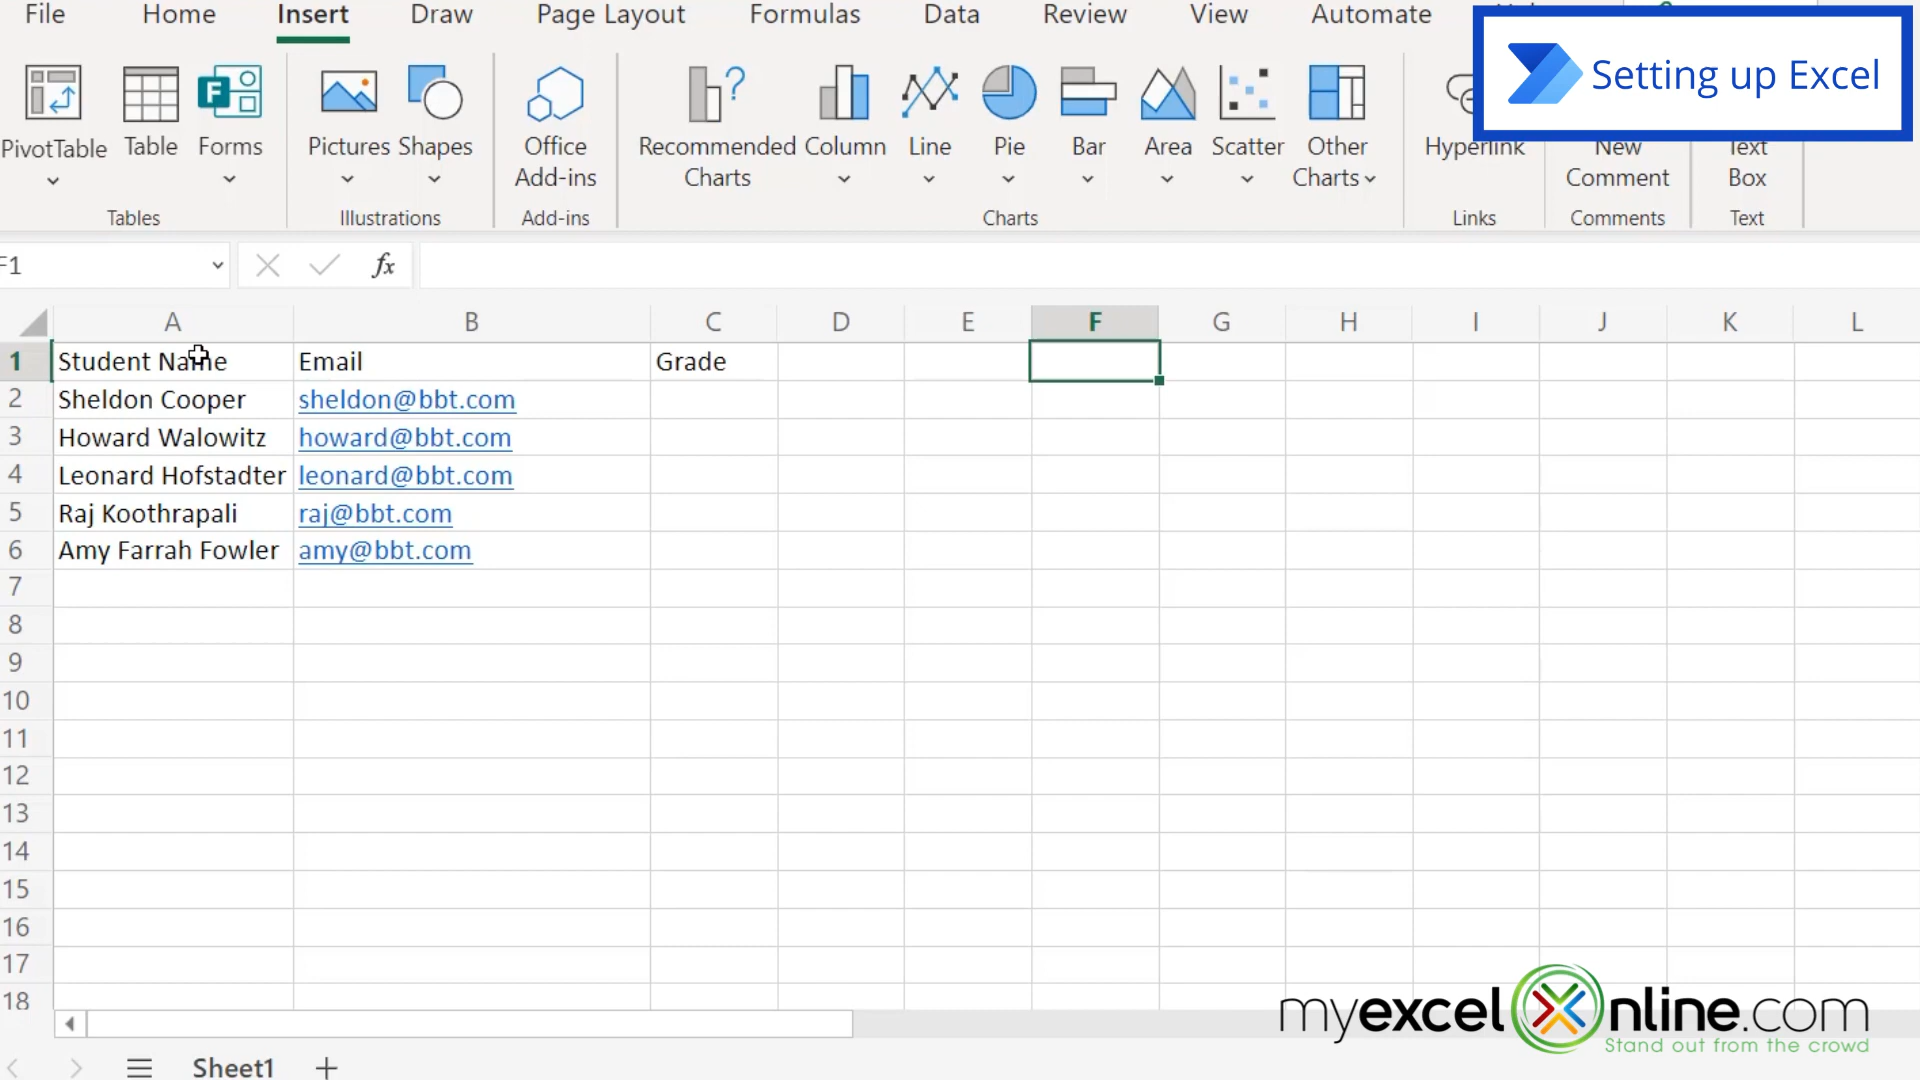 File Home Insert Draw Page Layout Formulas Data Review View Automate
Setting up Excel
PivotTable Table Forms Pictures Shapes Office Add-ins Recommended Charts Column Line Pie Bar Area Scatter Other Charts Hyperlink New Comment Text Box
Tables Illustrations Add-ins Charts Links Comments Text
F1 fx
A B C D E F G H I J K L
1 Student Name Email Grade
2 Sheldon Cooper sheldon@bbt.com
3 Howard Walowitz howard@bbt.com
4 Leonard Hofstadter leonard@bbt.com
5 Raj Koothrapali raj@bbt.com
6 Amy Farrah Fowler amy@bbt.com
7
8
9
10
11
12
13
14
15
16
17
18
myexcelonline.com
Stand out from the crowd
Sheet1